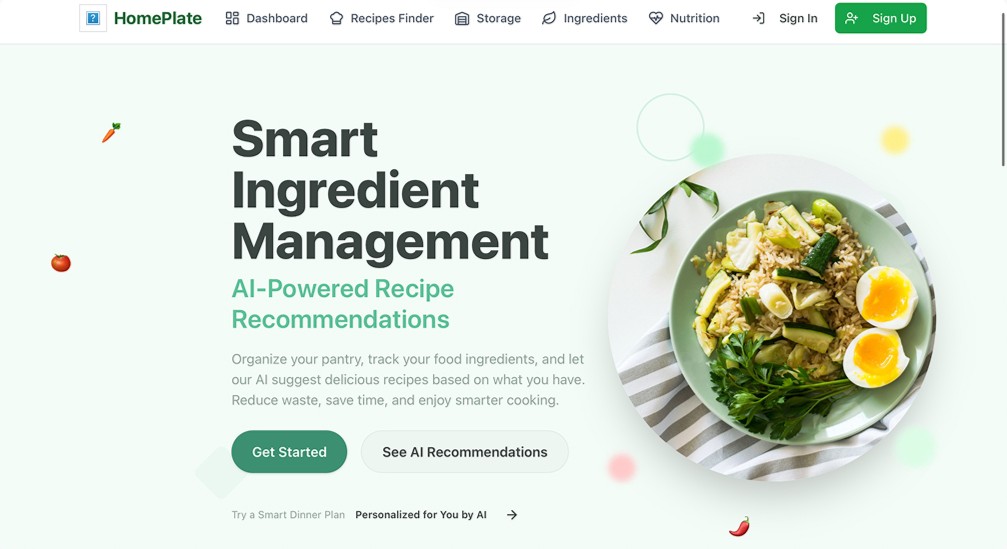 HomePlate Dashboard Recipes Finder Storage Ingredients Nutrition Sign In Sign Up
Smart
Ingredient
Management
AI-Powered Recipe
Recommendations
Organize your pantry, track your food ingredients, and let
our AI suggest delicious recipes based on what you have.
Reduce waste, save time, and enjoy smarter cooking.
Get Started See AI Recommendations
Try a Smart Dinner Plan Personalized for You by AI →